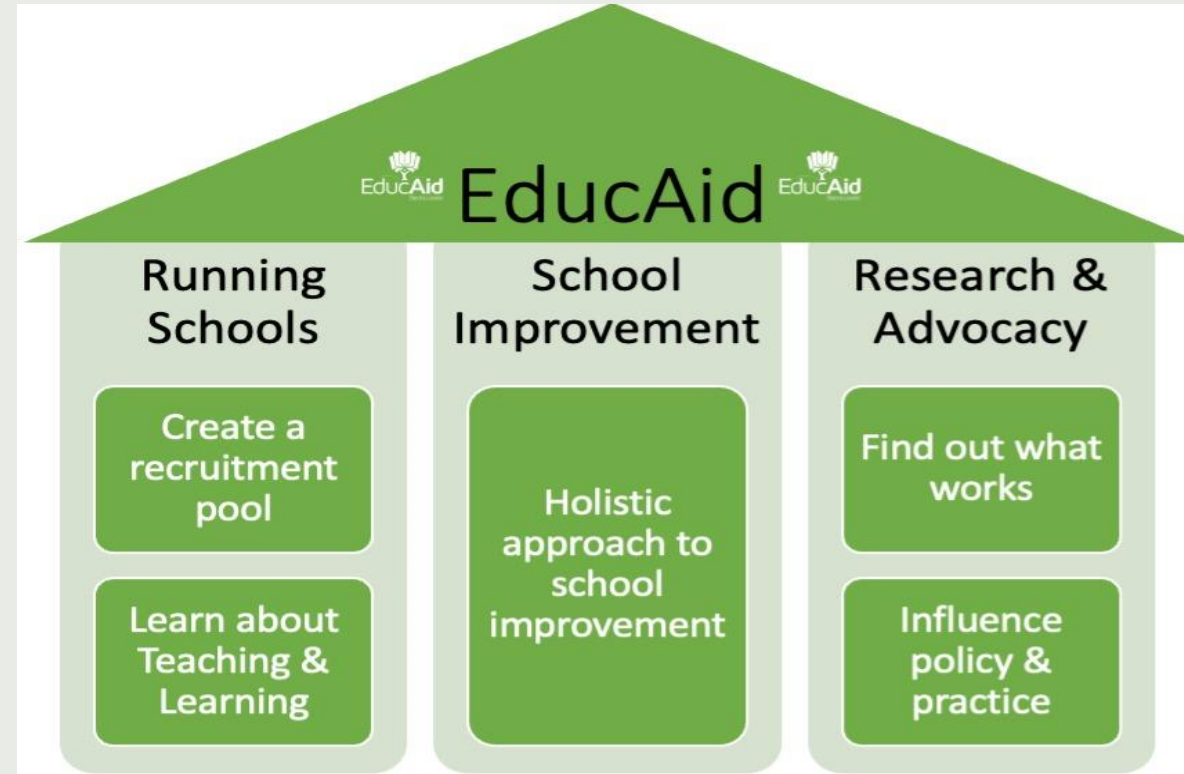 EducAid
EducAid
EducAid
Running
Schools
Create a
recruitment
pool
Learn about
Teaching &
Learning
School
Improvement
Holistic
approach to
school
improvement
Research &
Advocacy
Find out what
works
Influence
policy &
practice